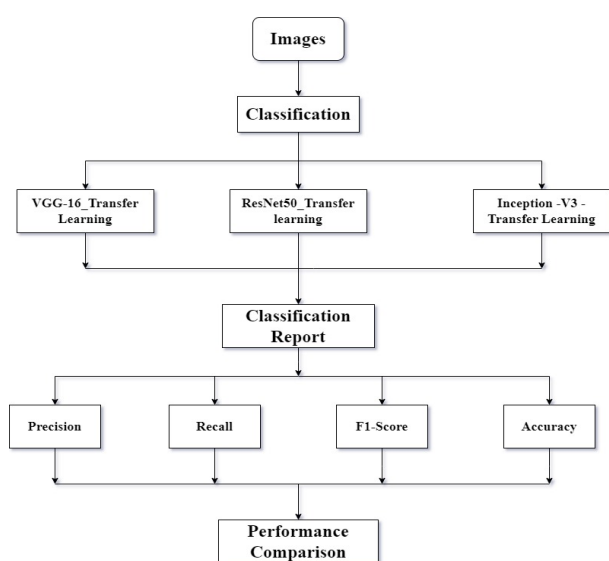 Images
Classification
VGG-16_Transfer
Learning
ResNet50_Transfer
learning
Inception -V3 -
Transfer Learning
Classification
Report
Precision
Recall
F1-Score
Accuracy
Performance
Comparison